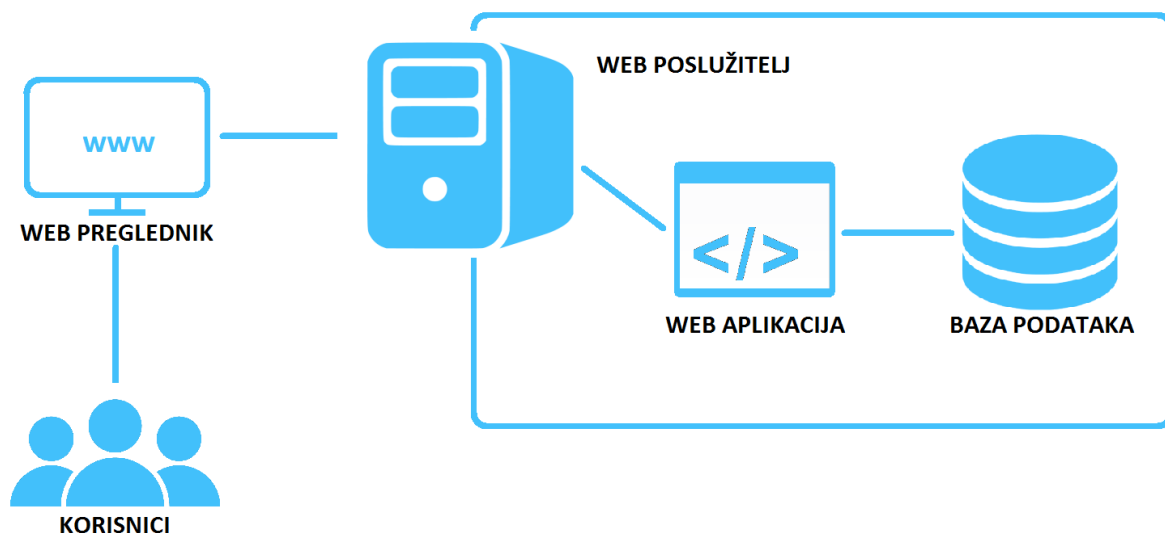 WEB POSLUŽITELJ
www
WEB PREGLEDNIK
</>
WEB APLIKACIJA
BAZA PODATAKA
KORISNICI